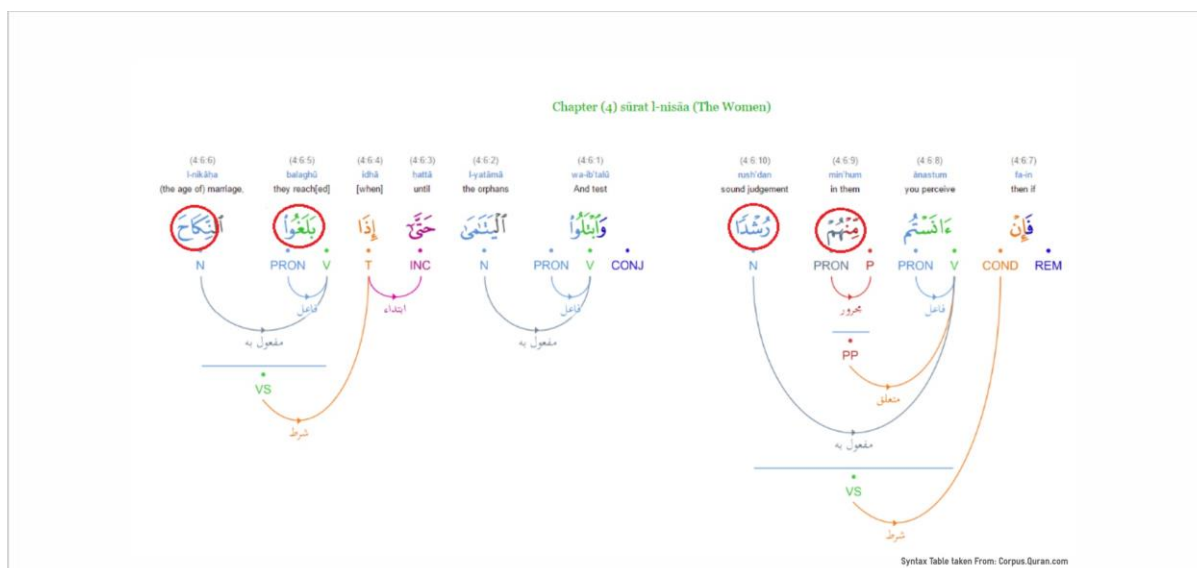 Chapter (4) sūrat l-nisāa (The Women)
(4:6:6) (4:6:5) (4:6:4) (4:6:3) (4:6:2) (4:6:1) (4:6:10) (4:6:9) (4:6:8) (4:6:7)
l-nikāḥa balaghū idhā ḥattā l-yatāmā wa-ib'talū rush'dan min'hum ānastum fa-in
(the age of) marriage, they reach[ed] [when] until the orphans And test sound judgement in them you perceive then if
ٱلنِّكَاحَ بَلَغُوا۟ إِذَا حَتَّىٰٓ ٱلْيَتَـٰمَىٰ وَٱبْتَلُوا۟ رُشْدًا مِّنْهُمْ ءَانَسْتُم فَإِنْ
N PRON V T INC N PRON V CONJ N PRON P PRON V COND REM
فاعل ابتداء فاعل مجرور فاعل
مفعول به مفعول به
PP
VS
متعلق
شرط
مفعول به
VS
شرط
Syntax Table taken From: Corpus.Quran.com